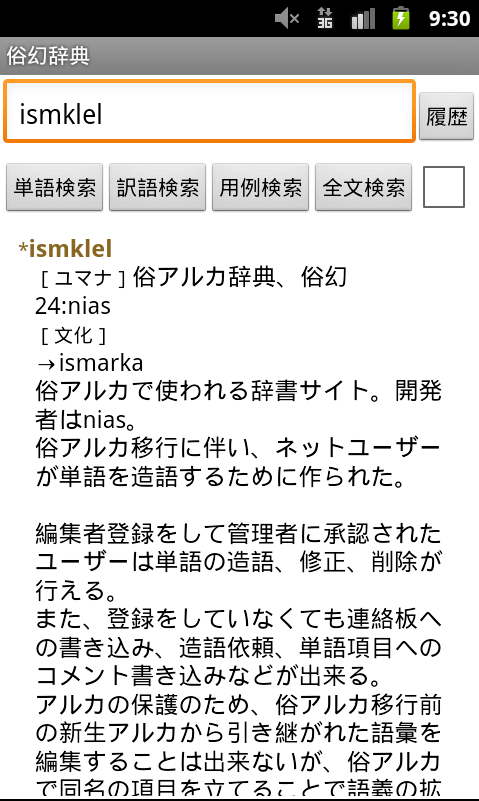 3G 9:30
俗幻辞典
ismklel 履歴
単語検索 訳語検索 用例検索 全文検索
*ismklel
[ ユマナ ] 俗アルカ辞典、俗幻
24:nias
[ 文化 ]
→ismarka
俗アルカで使われる辞書サイト。開発
者はnias。
俗アルカ移行に伴い、ネットユーザー
が単語を造語するために作られた。
編集者登録をして管理者に承認された
ユーザーは単語の造語、修正、削除が
行える。
また、登録をしていなくても連絡板へ
の書き込み、造語依頼、単語項目への
コメント書き込みなどが出来る。
アルカの保護のため、俗アルカ移行前
の新生アルカから引き継がれた語彙を
編集することは出来ないが、俗アルカ
で同名の項目を立てることで語義の拡